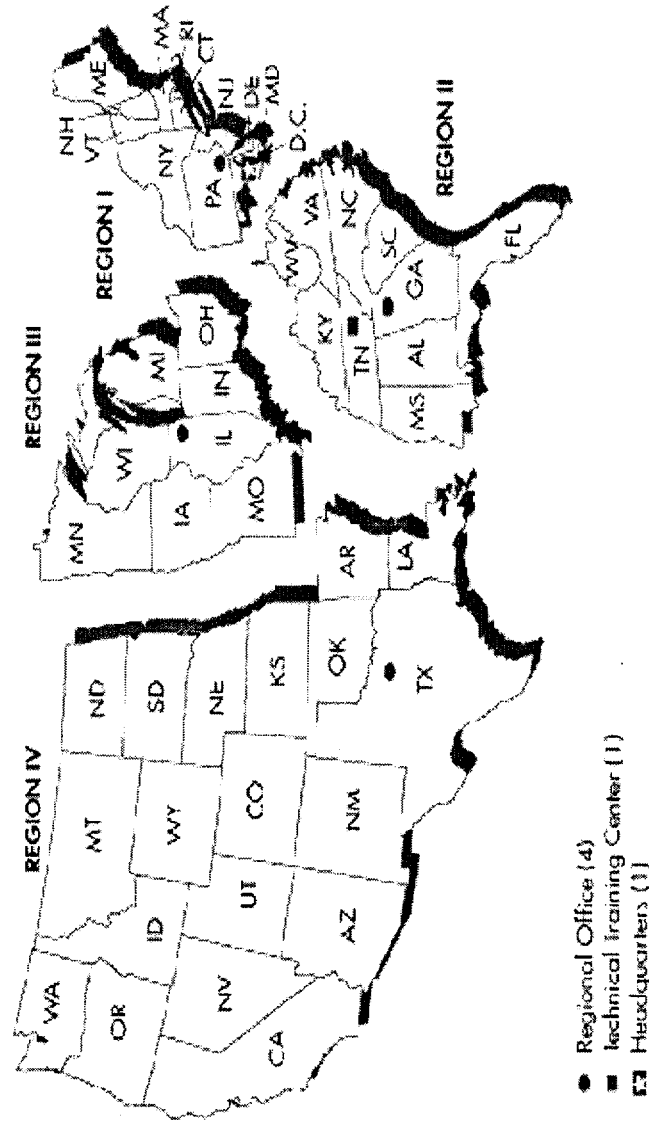 REGION IV
WA
OR
CA
NV
ID
MT
WY
UT
AZ
CO
NM
ND
SD
NE
KS
OK
TX
AR
LA
REGION III
MN
WI
IA
MO
IL
MI
IN
OH
REGION I
NH
VT
ME
MA
RI
CT
NY
PA
NJ
DE
MD
D.C.
REGION II
WV
VA
KY
NC
TN
SC
MS
AL
GA
FL
Regional Office (4)
Technical Training Center (1)
Headquarters (1)